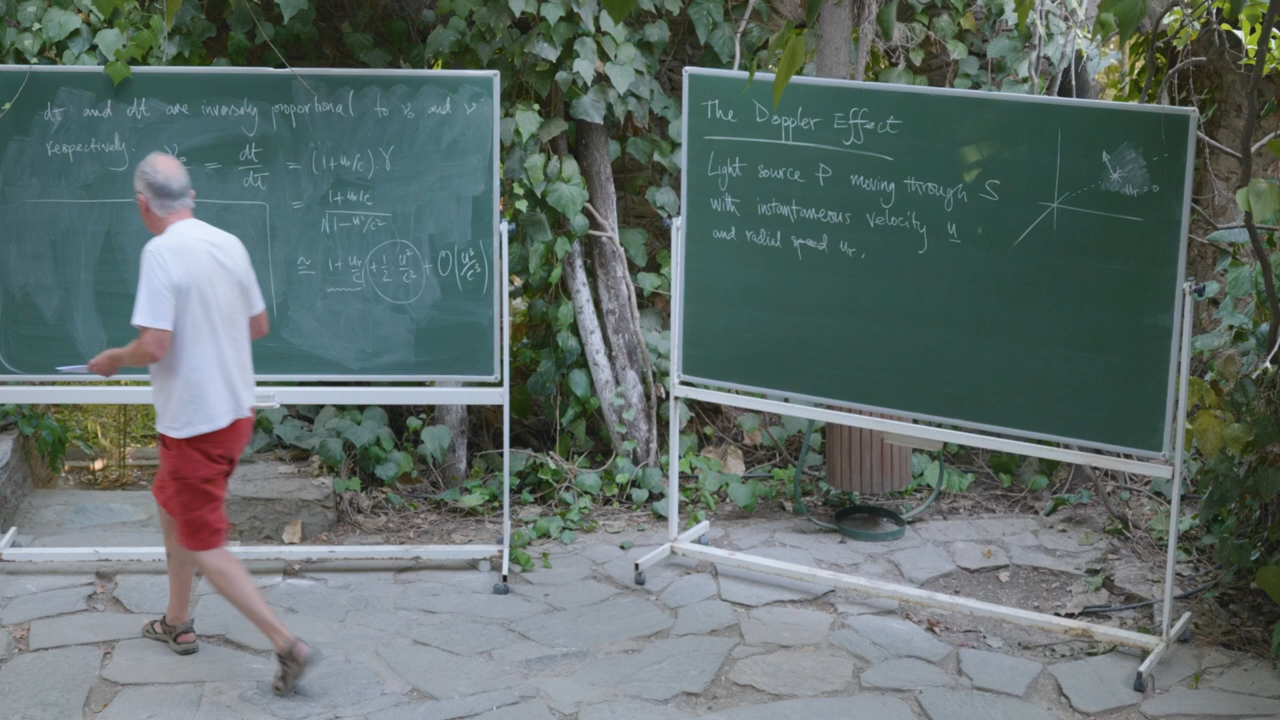 dτ and dt are inversely proportional to ν₀ and ν
respectively.
= dt/dτ = (1+uᵣ/c).γ
= 1+uᵣ/c / √1-u²/c²
≅ 1+uᵣ/c + 1/2 u²/c² + O(u³/c³)
The Doppler Effect
Light source P moving through S
with instantaneous velocity u
and radial speed uᵣ.